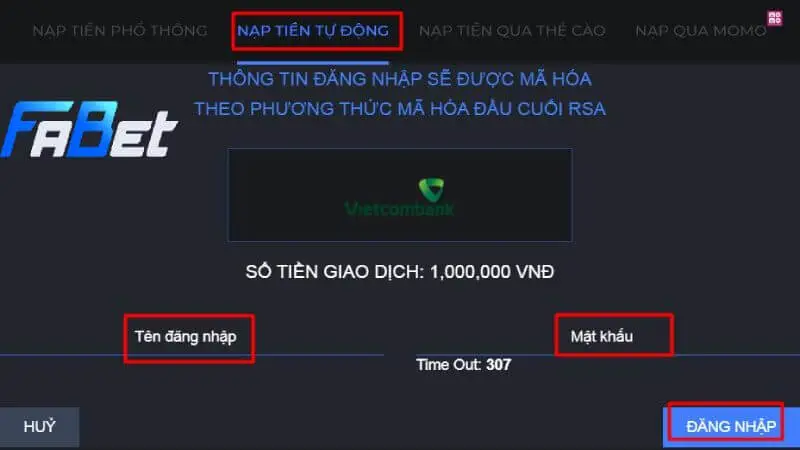 NẠP TIỀN PHỔ THÔNG
NẠP TIỀN TỰ ĐỘNG
NẠP TIỀN QUA THẺ CÀO
NẠP QUA MOMO
mo
mo
THÔNG TIN ĐĂNG NHẬP SẼ ĐƯỢC MÃ HÓA
THEO PHƯƠNG THỨC MÃ HÓA ĐẦU CUỐI RSA
FABET
Vietcombank
SỐ TIỀN GIAO DỊCH: 1,000,000 VNĐ
Tên đăng nhập
Mật khẩu
Time Out: 307
HUỶ
ĐĂNG NHẬP